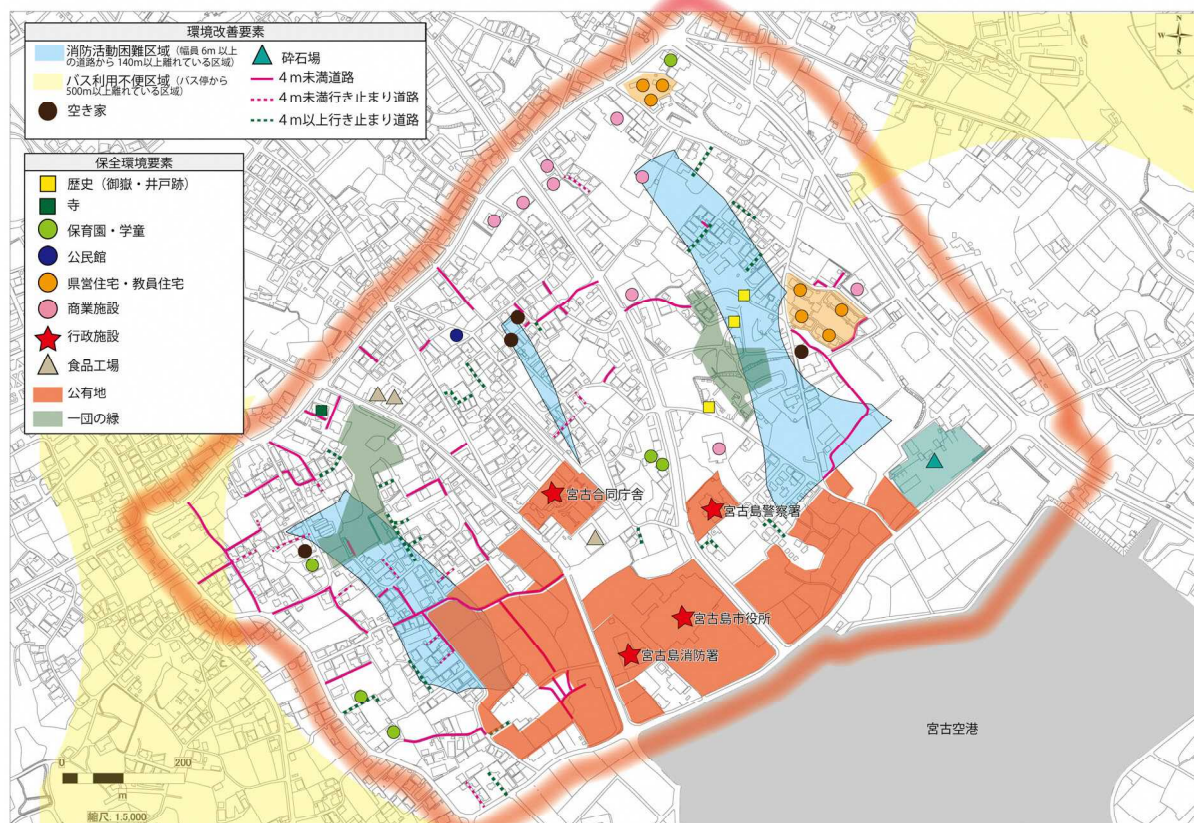 環境改善要素
消防活動困難区域（幅員 6m 以上
の道路から 140m以上離れている区域）
バス利用不便区域（バス停から
500m以上離れている区域）
空き家
砕石場
４ｍ未満道路
４ｍ未満行き止まり道路
４ｍ以上行き止まり道路
保全環境要素
歴史（御嶽・井戸跡）
寺
保育園・学童
公民館
県営住宅・教員住宅
商業施設
行政施設
食品工場
公有地
一団の緑
N
W
E
S
宮古合同庁舎
宮古島警察署
宮古島市役所
宮古島消防署
宮古空港
0
200
m
縮尺. 1:5,000